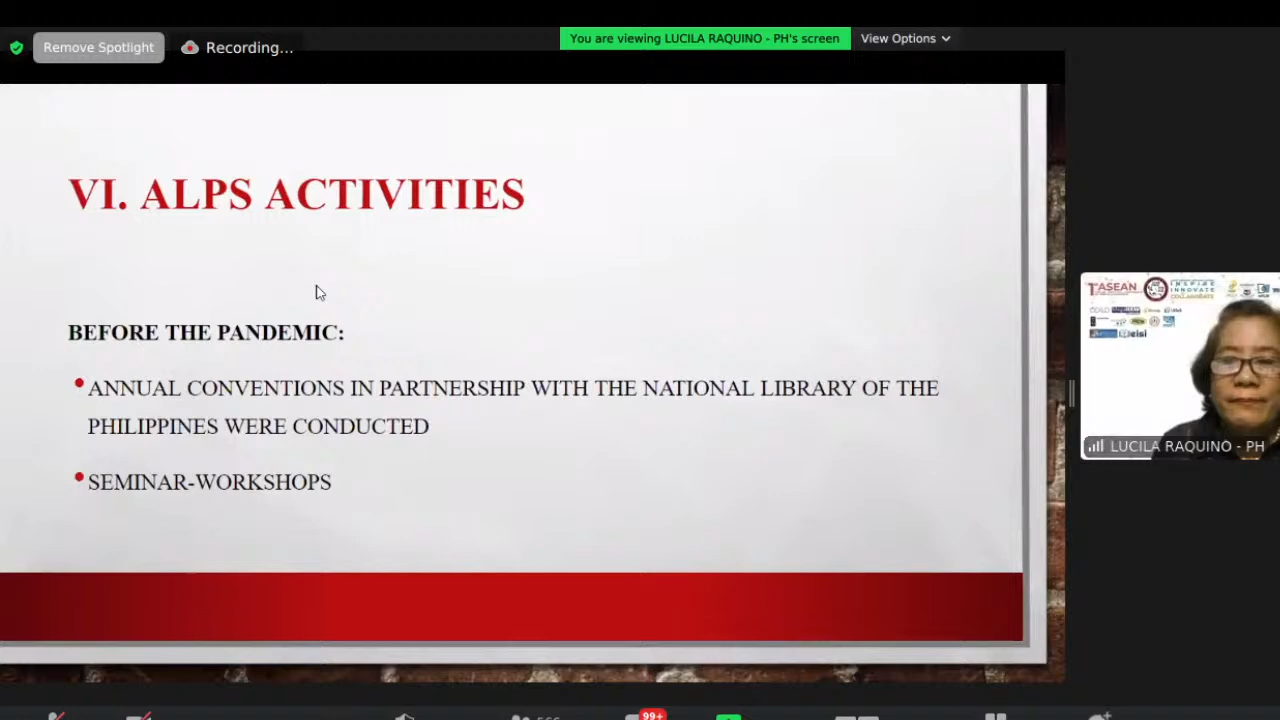 Remove Spotlight
Recording...
You are viewing LUCILA RAQUINO - PH's screen
View Options
VI. ALPS ACTIVITIES
BEFORE THE PANDEMIC:
• ANNUAL CONVENTIONS IN PARTNERSHIP WITH THE NATIONAL LIBRARY OF THE
PHILIPPINES WERE CONDUCTED
• SEMINAR-WORKSHOPS
ASEAN
INSPIRE
INNOVATE
COLLABORATE
LUCILA RAQUINO - PH
99+